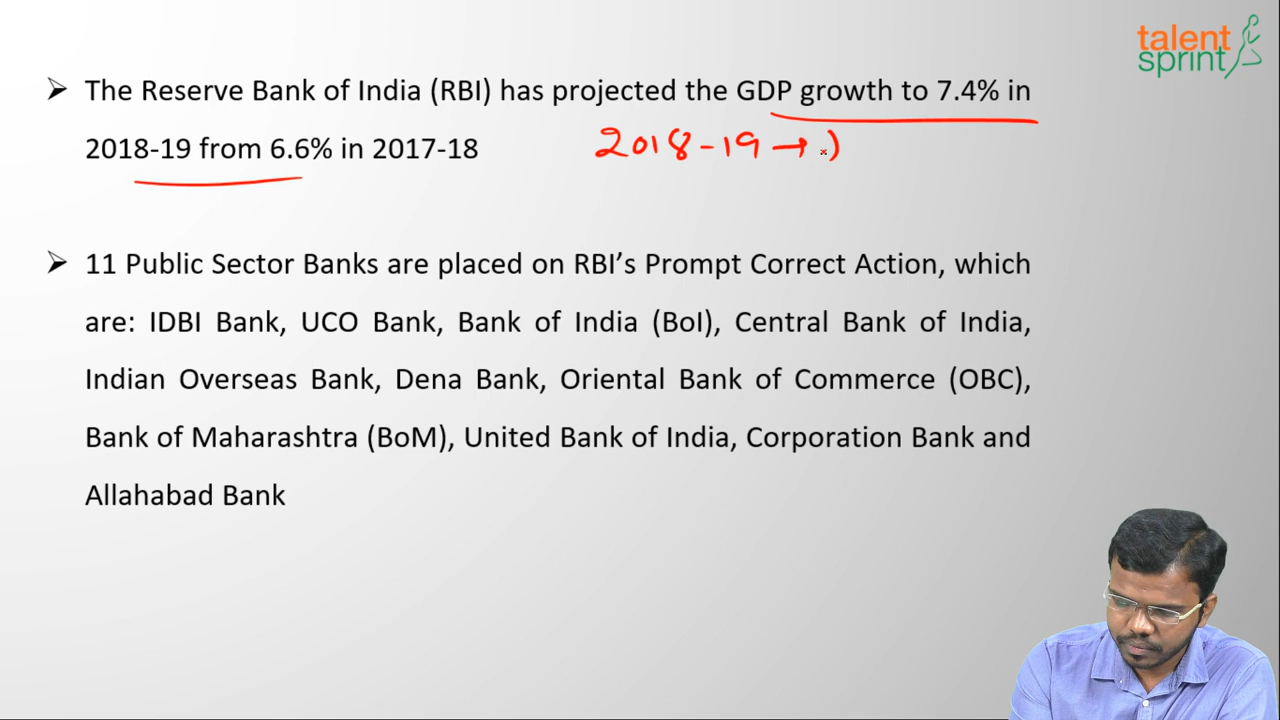 talent
sprint
➢ The Reserve Bank of India (RBI) has projected the GDP growth to 7.4% in
2018-19 from 6.6% in 2017-18
2018-19 →
➢ 11 Public Sector Banks are placed on RBI’s Prompt Correct Action, which
are: IDBI Bank, UCO Bank, Bank of India (BoI), Central Bank of India,
Indian Overseas Bank, Dena Bank, Oriental Bank of Commerce (OBC),
Bank of Maharashtra (BoM), United Bank of India, Corporation Bank and
Allahabad Bank